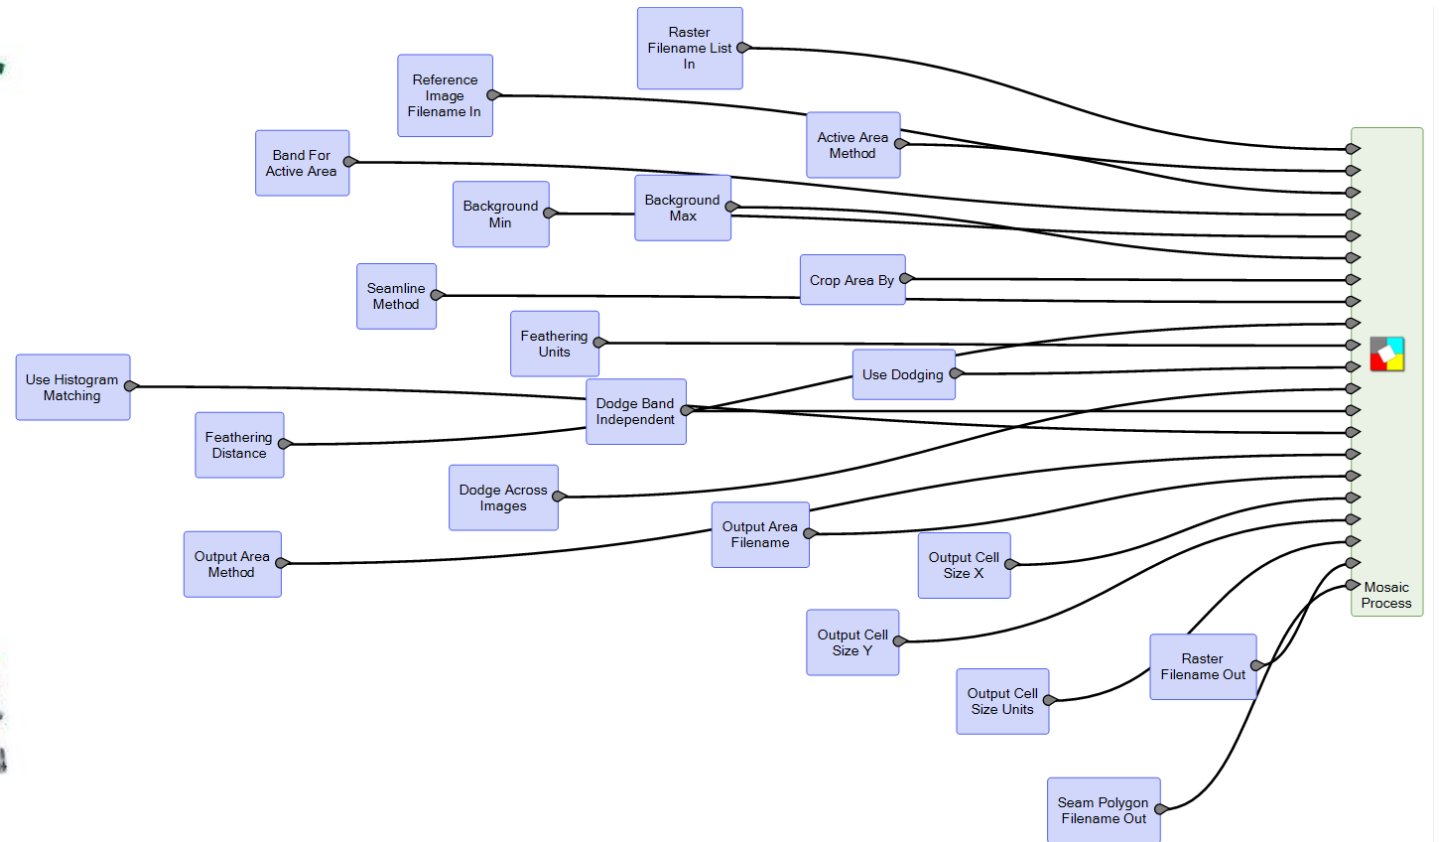 Raster
Filename List
In
Reference
Image
Filename In
Active Area
Method
Band For
Active Area
Background
Min
Background
Max
Crop Area By
Seamline
Method
Feathering
Units
Use Dodging
Use Histogram
Matching
Dodge Band
Independent
Feathering
Distance
Dodge Across
Images
Output Area
Filename
Output Area
Method
Output Cell
Size X
Mosaic
Process
Output Cell
Size Y
Raster
Filename Out
Output Cell
Size Units
Seam Polygon
Filename Out